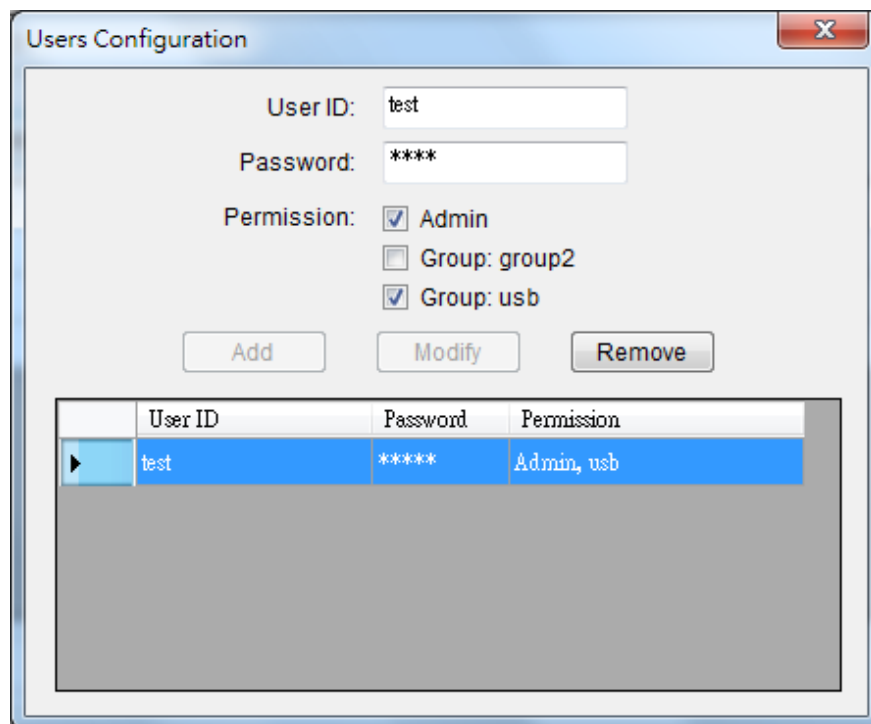 Users Configuration
User ID: test
Password: ****
Permission: Admin
Group: group2
Group: usb
Add Modify Remove
User ID Password Permission
test ***** Admin, usb